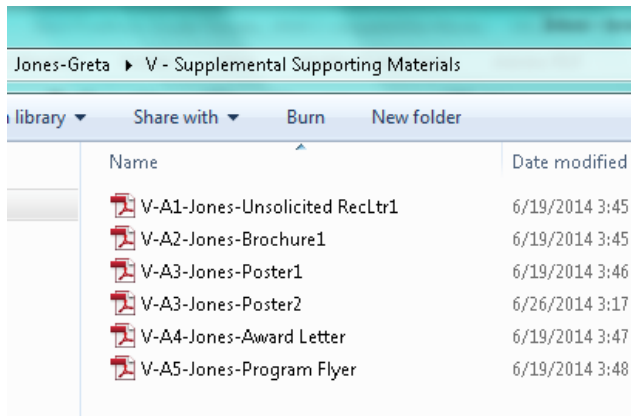 Jones-Greta ▸ V - Supplemental Supporting Materials
library ▾ Share with ▾ Burn New folder
Name Date modified
V-A1-Jones-Unsolicited RecLtr1 6/19/2014 3:45
V-A2-Jones-Brochure1 6/19/2014 3:45
V-A3-Jones-Poster1 6/19/2014 3:46
V-A3-Jones-Poster2 6/26/2014 3:17
V-A4-Jones-Award Letter 6/19/2014 3:47
V-A5-Jones-Program Flyer 6/19/2014 3:48